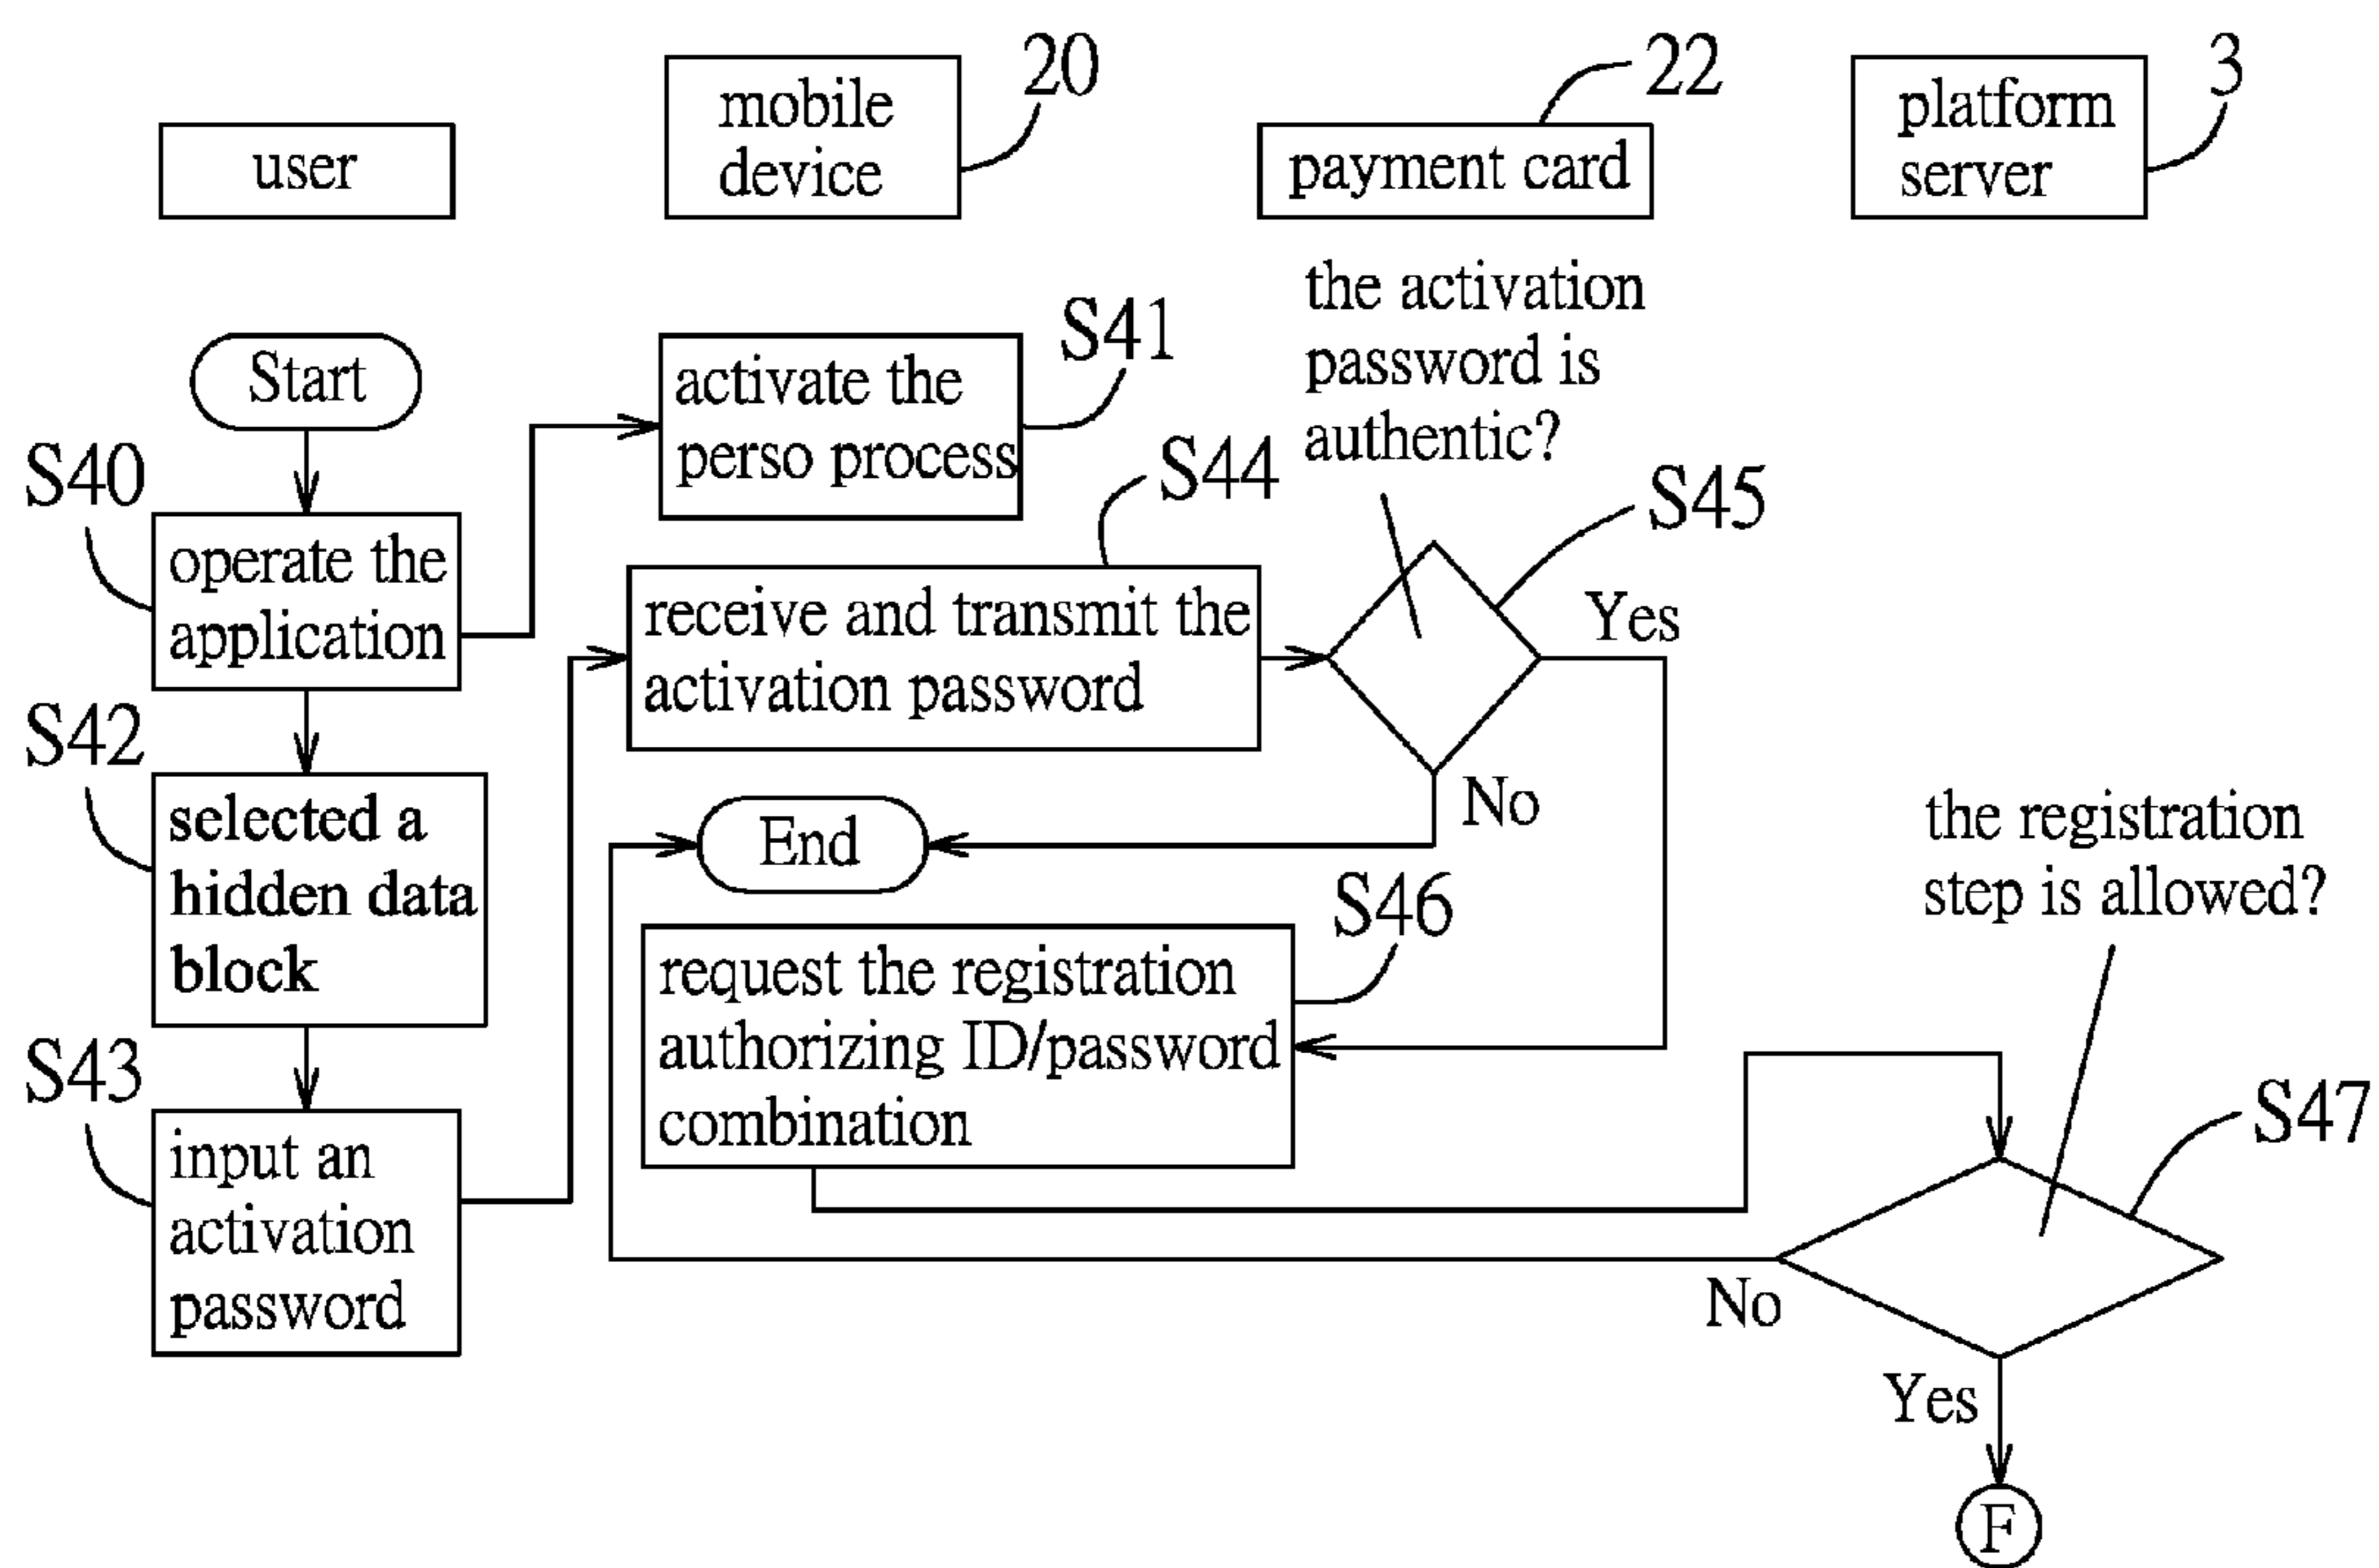 user
mobile
device
20
payment card
22
platform
server
3
Start
S40
operate the
application
activate the
perso process
S41
S42
selected a
hidden data
block
S43
input an
activation
password
S44
receive and transmit the
activation password
the activation
password is
authentic?
S45
Yes
No
End
S46
request the registration
authorizing ID/password
combination
the registration
step is allowed?
S47
No
Yes
F